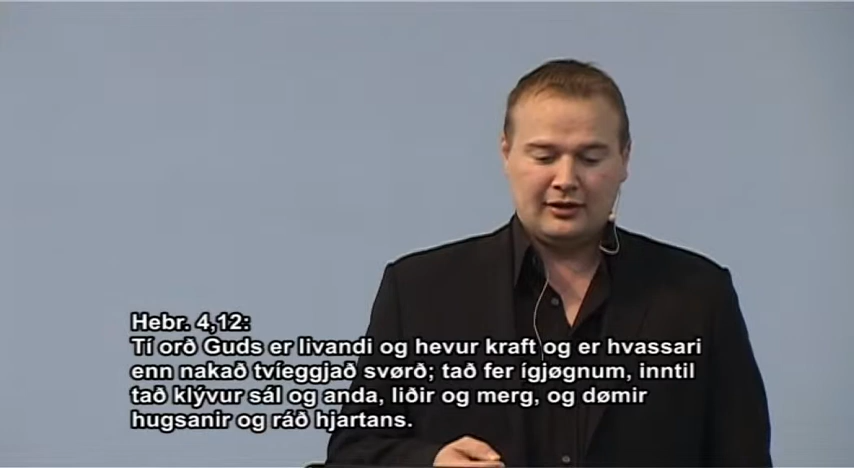 Hebr. 4,12:
Tí orð Guds er livandi og hevur kraft og er hvassari
enn nakað tvíeggjað svørð; tað fer ígjøgnum, inntil
tað klývur sál og anda, liðir og merg, og dømir
hugsanir og ráð hjartans.